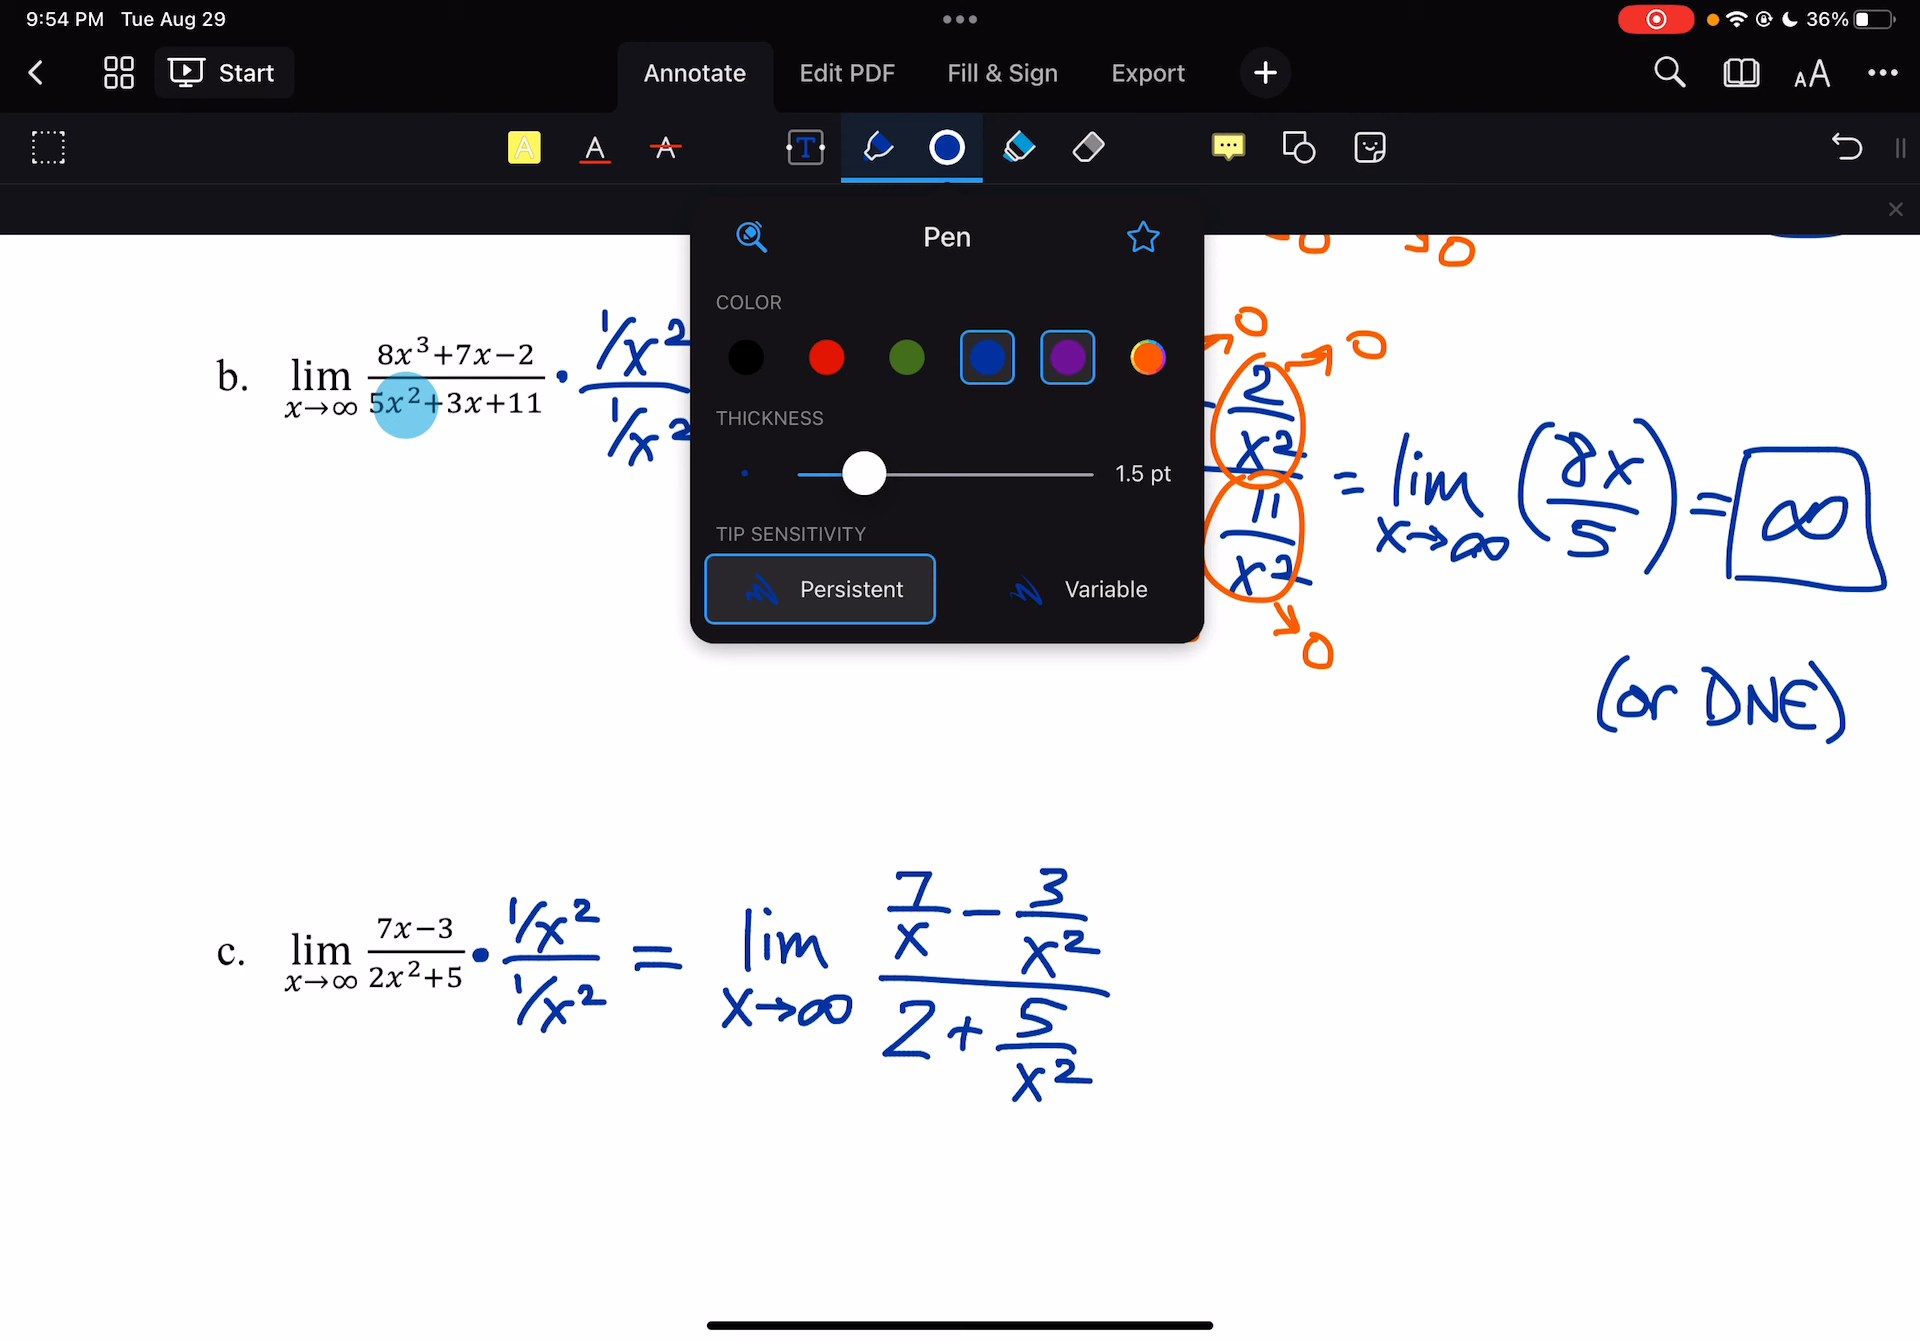 9:54 PM Tue Aug 29
36%
Start
Annotate
Edit PDF
Fill & Sign
Export
Pen
COLOR
THICKNESS
1.5 pt
TIP SENSITIVITY
Persistent
Variable
0 0
0 0
b. lim x→∞ (8x³+7x−2)/(5x²+3x+11) • (1/x²)/(1/x²)
2/x² 11/x² = lim x→∞ (8x/5) = ∞
0
(or DNE)
c. lim x→∞ (7x−3)/(2x²+5) • (1/x²)/(1/x²) = lim x→∞ (7/x − 3/x²)/(2 + 5/x²)